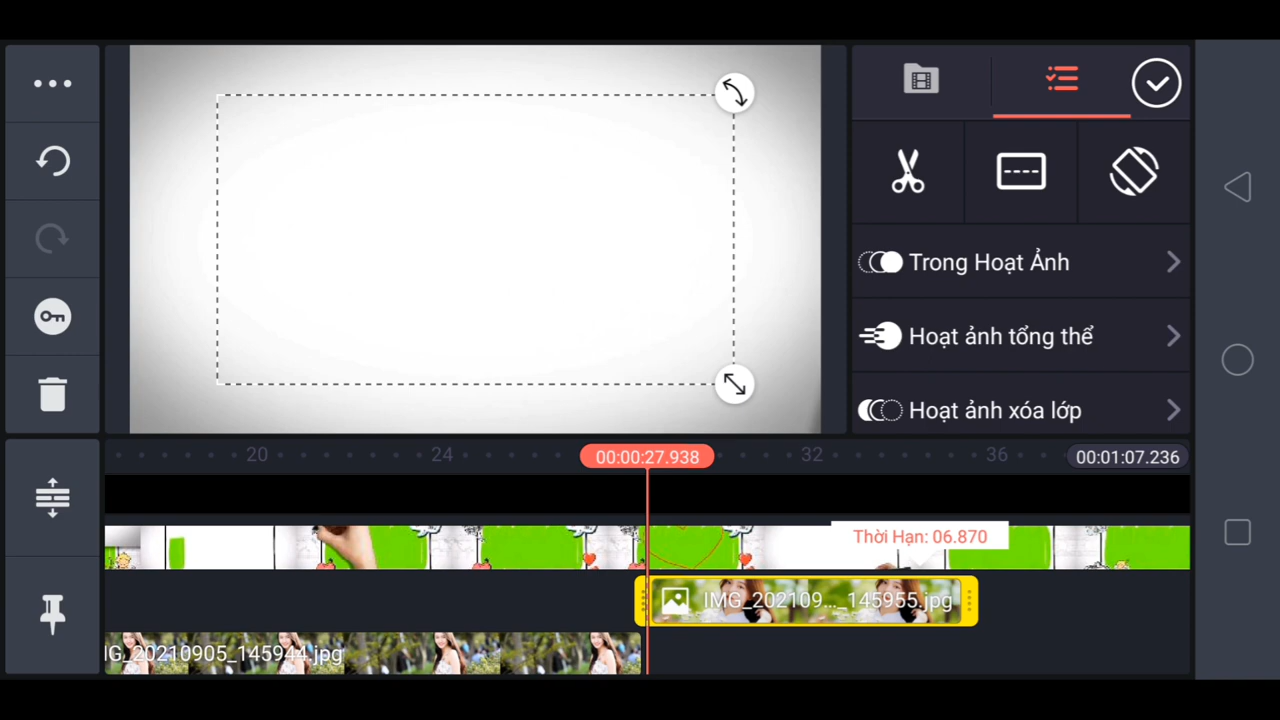 Trong Hoạt Ảnh
Hoạt ảnh tổng thể
Hoạt ảnh xóa lớp
20
24
00:00:27.938
32
36
00:01:07.236
Thời Hạn: 06.870
IMG_202109..._145955.jpg
IG_20210905_145944.jpg